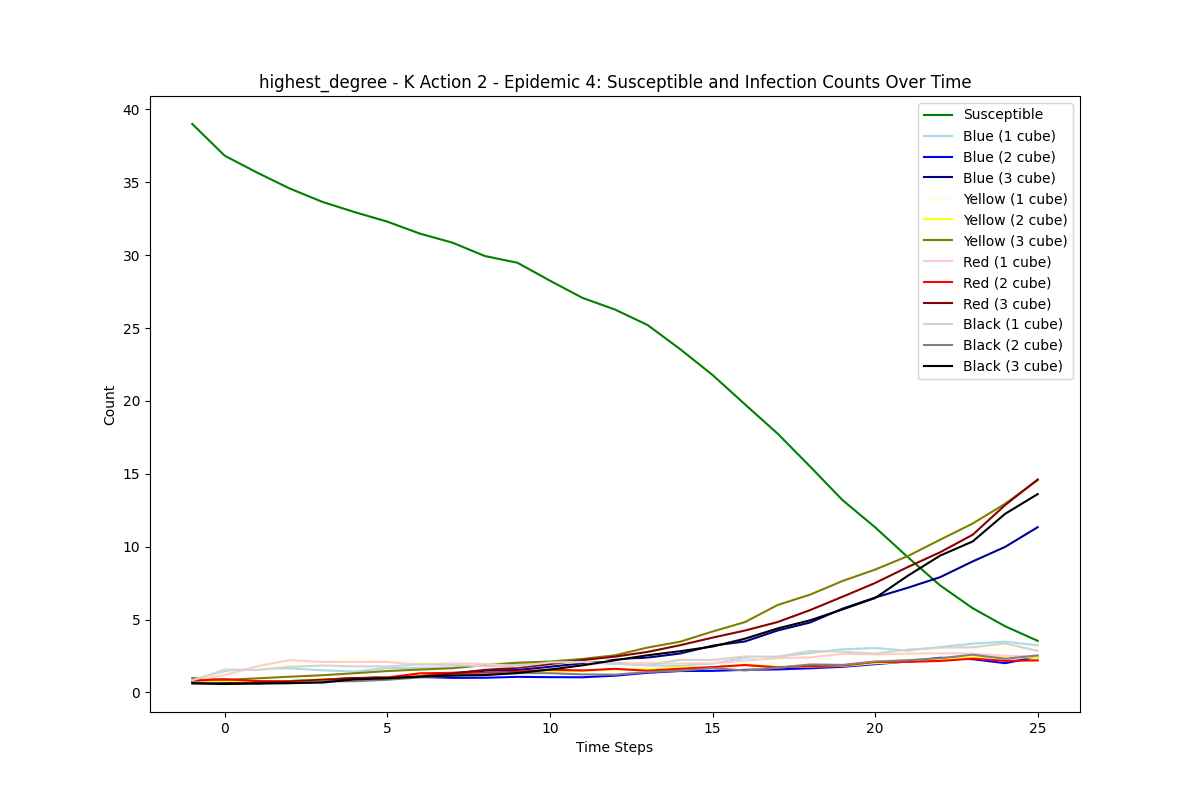 highest_degree - K Action 2 - Epidemic 4: Susceptible and Infection Counts Over Time
40
35
30
25
20
15
10
5
0
Count
Susceptible
Blue (1 cube)
Blue (2 cube)
Blue (3 cube)
Yellow (1 cube)
Yellow (2 cube)
Yellow (3 cube)
Red (1 cube)
Red (2 cube)
Red (3 cube)
Black (1 cube)
Black (2 cube)
Black (3 cube)
0 5 10 15 20 25
Time Steps